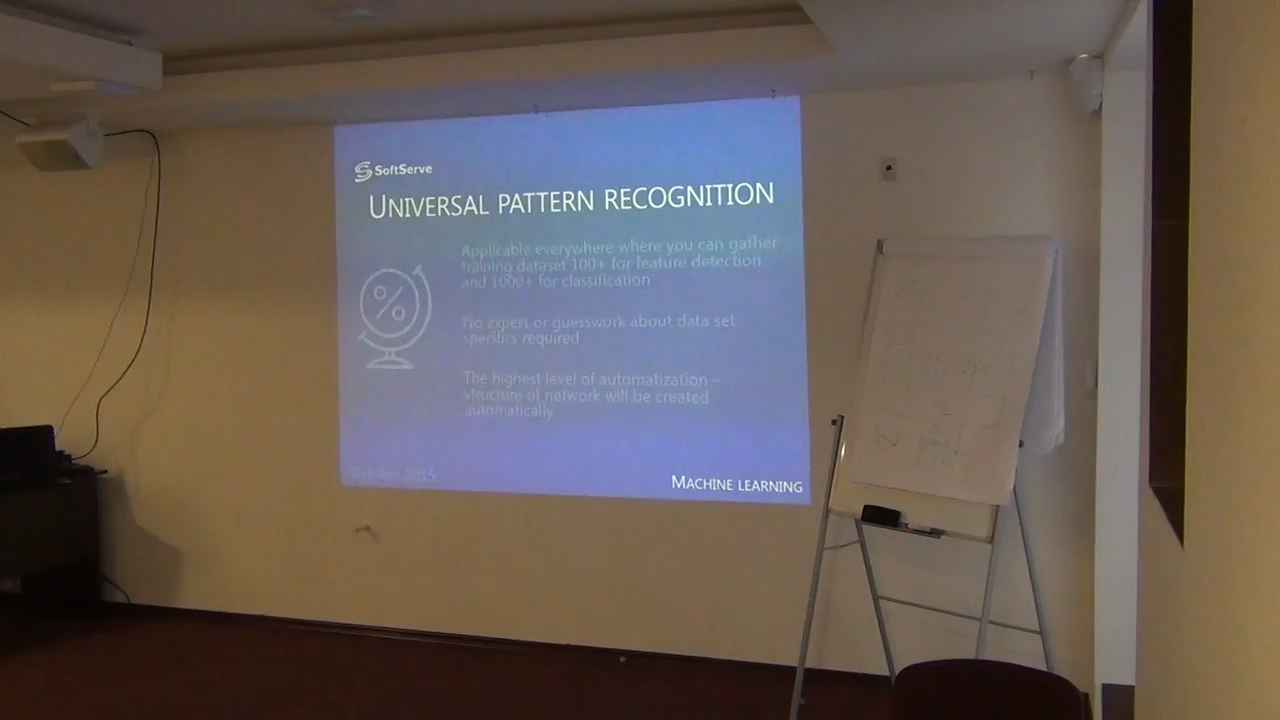 SoftServe
UNIVERSAL PATTERN RECOGNITION
Applicable everywhere where you can gather
training dataset 100+ for feature detection
and 1000+ for classification
No expert or guesswork about data set
specifics required
The highest level of automatization –
structure of network will be created
automatically
October 2015
MACHINE LEARNING